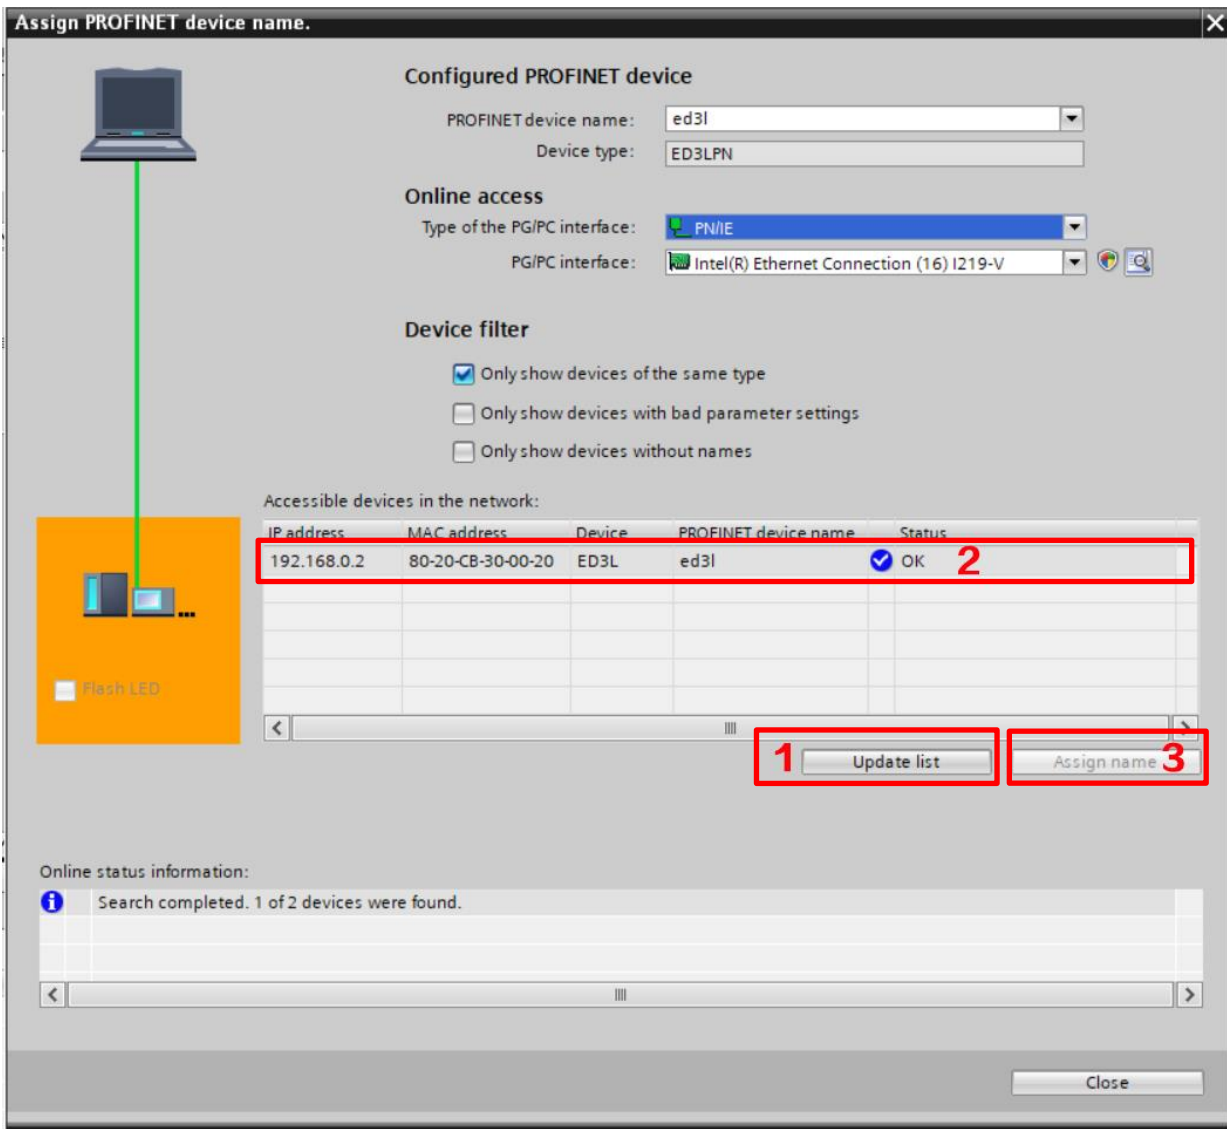 Assign PROFINET device name.
Configured PROFINET device
PROFINET device name: ed3l
Device type: ED3LPN
Online access
Type of the PG/PC interface: PN/IE
PG/PC interface: Intel(R) Ethernet Connection (16) I219-V
Device filter
Only show devices of the same type
Only show devices with bad parameter settings
Only show devices without names
Accessible devices in the network:
IP address MAC address Device PROFINET device name Status
192.168.0.2 80-20-CB-30-00-20 ED3L ed3l OK 2
Flash LED
1 Update list Assign name 3
Online status information:
Search completed. 1 of 2 devices were found.
Close